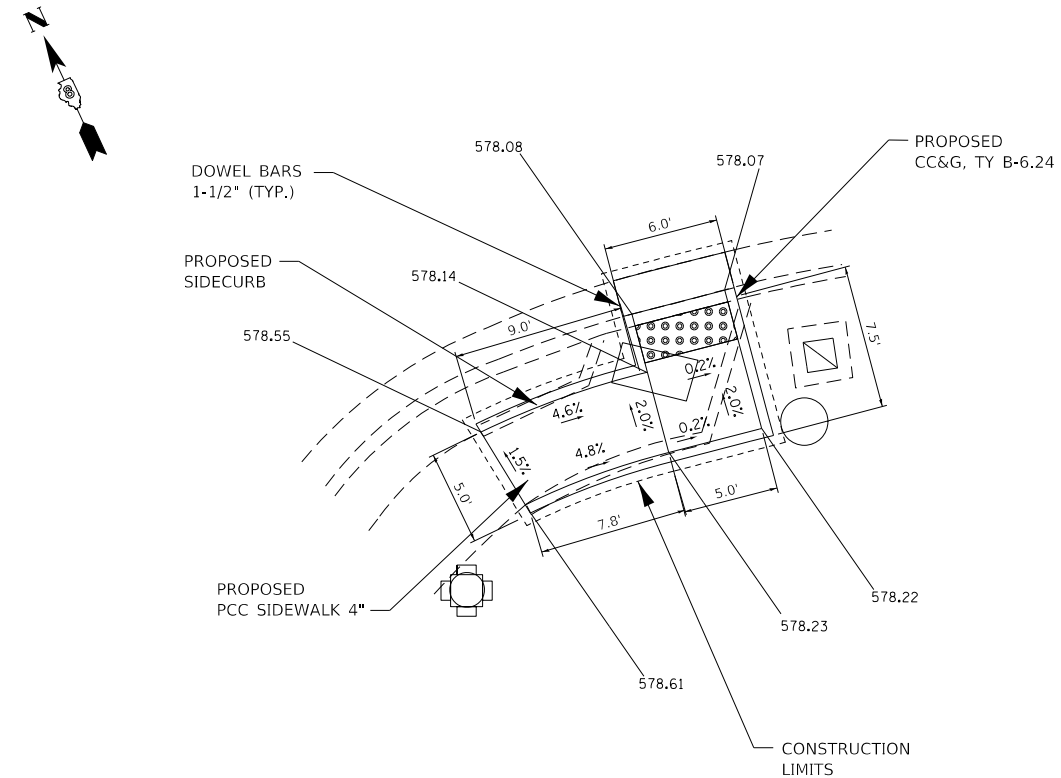 N
578.08
578.07
PROPOSED
CC&G, TY B-6.24
DOWEL BARS
1-1/2" (TYP.)
6.0'
PROPOSED
SIDECURB
578.14
9.0'
7.5'
578.55
0.2%
4.6%
2.0%
2.0%
0.2%
4.8%
1.5%
5.0'
5.0'
7.8'
PROPOSED
PCC SIDEWALK 4"
578.22
578.23
578.61
CONSTRUCTION
LIMITS